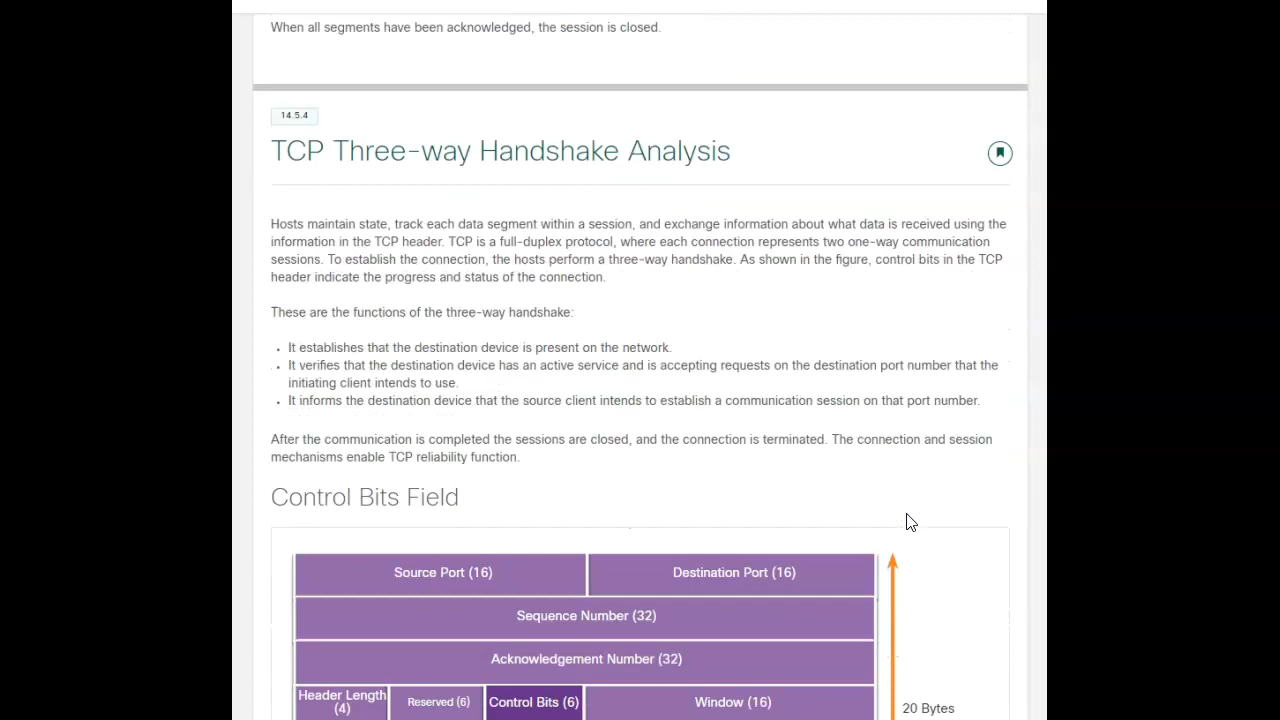 When all segments have been acknowledged, the session is closed.
14.5.4
TCP Three-way Handshake Analysis
Hosts maintain state, track each data segment within a session, and exchange information about what data is received using the
information in the TCP header. TCP is a full-duplex protocol, where each connection represents two one-way communication
sessions. To establish the connection, the hosts perform a three-way handshake. As shown in the figure, control bits in the TCP
header indicate the progress and status of the connection.
These are the functions of the three-way handshake:
• It establishes that the destination device is present on the network.
• It verifies that the destination device has an active service and is accepting requests on the destination port number that the
initiating client intends to use.
• It informs the destination device that the source client intends to establish a communication session on that port number.
After the communication is completed the sessions are closed, and the connection is terminated. The connection and session
mechanisms enable TCP reliability function.
Control Bits Field
Source Port (16) Destination Port (16)
Sequence Number (32)
Acknowledgement Number (32)
Header Length
(4) Reserved (6) Control Bits (6) Window (16)
20 Bytes